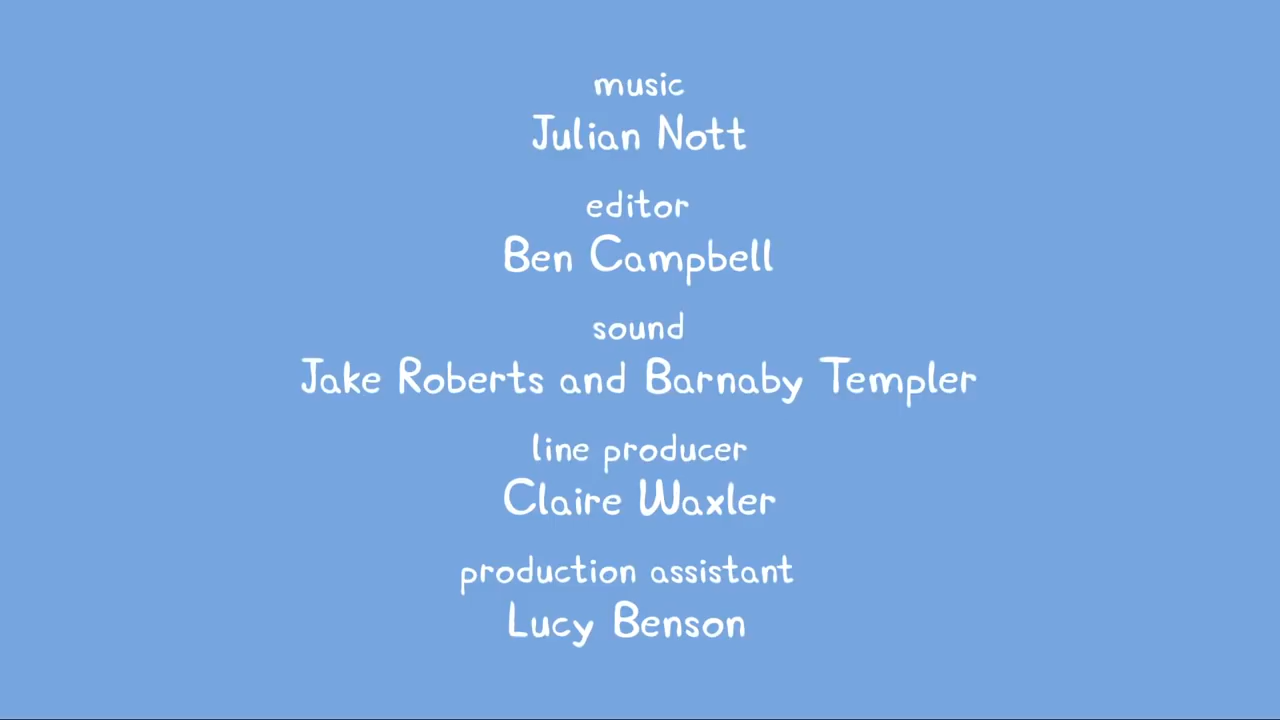 music
Julian Nott
editor
Ben Campbell
sound
Jake Roberts and Barnaby Templer
line producer
Claire Waxler
production assistant
Lucy Benson